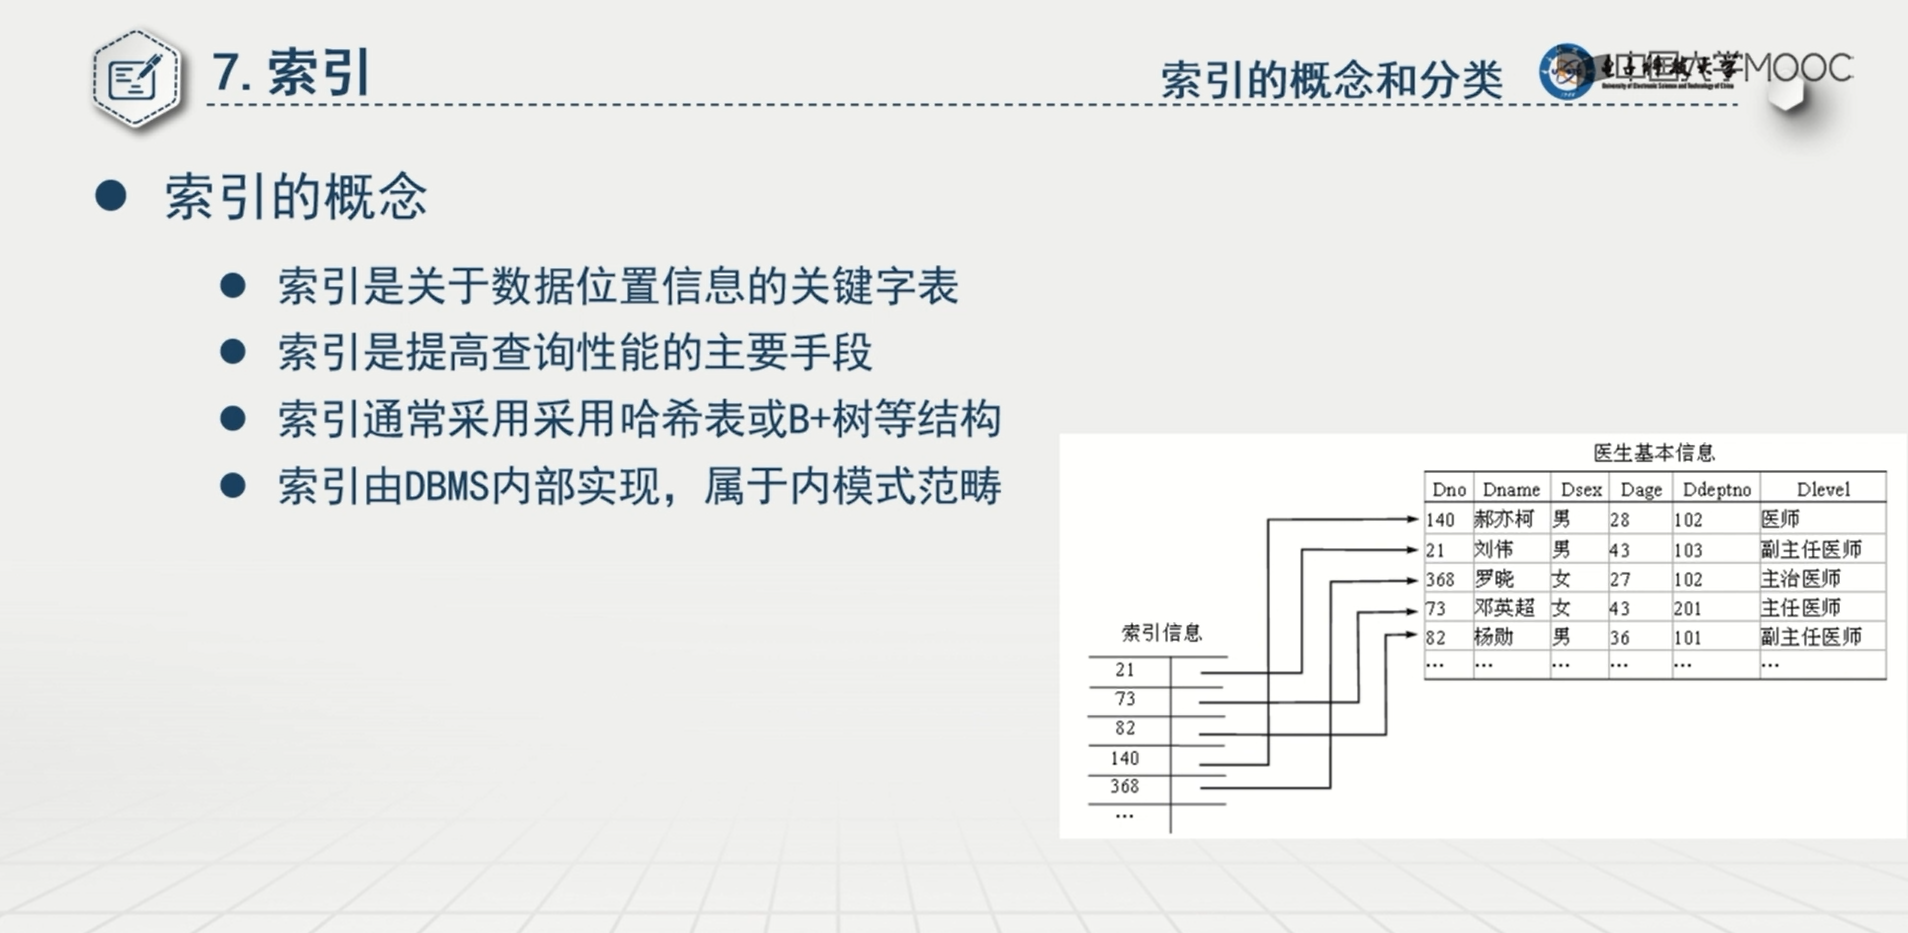 7. 索引
索引的概念和分类
中国大学MOOC
University of Electronic Science and Technology of China
索引的概念
索引是关于数据位置信息的关键字表
索引是提高查询性能的主要手段
索引通常采用采用哈希表或B+树等结构
索引由DBMS内部实现，属于内模式范畴
医生基本信息
Dno Dname Dsex Dage Ddeptno Dlevel
140 郝亦柯 男 28 102 医师
21 刘伟 男 43 103 副主任医师
368 罗晓 女 27 102 主治医师
73 邓英超 女 43 201 主任医师
82 杨勋 男 36 101 副主任医师
… … … … … …
索引信息
21
73
82
140
368
…